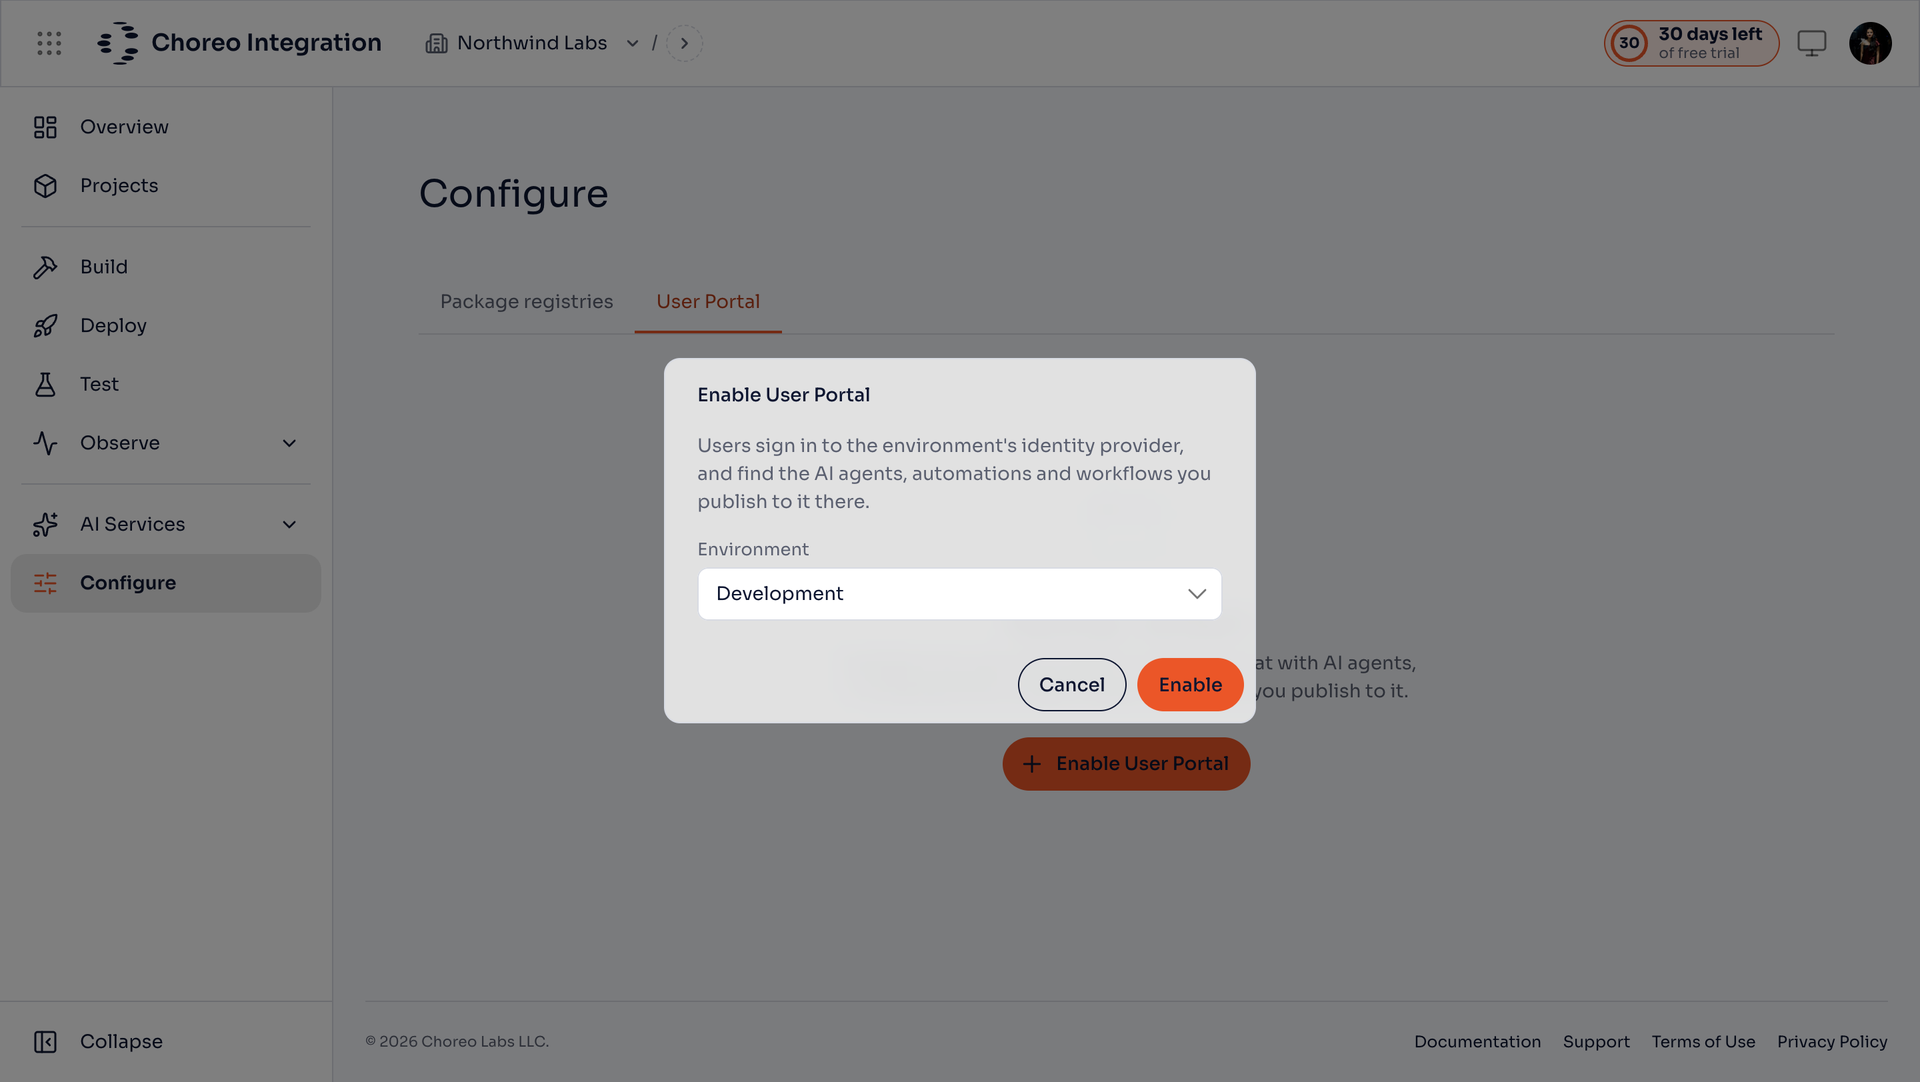 Choreo Integration
Northwind Labs
/
30
30 days left
of free trial
Overview
Projects
Build
Deploy
Test
Observe
AI Services
Configure
Collapse
Configure
Package registries
User Portal
Enable User Portal
Users sign in to the environment's identity provider,
and find the AI agents, automations and workflows you
publish to it there.
Environment
Development
Cancel
Enable
at with AI agents,
you publish to it.
Enable User Portal
© 2026 Choreo Labs LLC.
Documentation
Support
Terms of Use
Privacy Policy